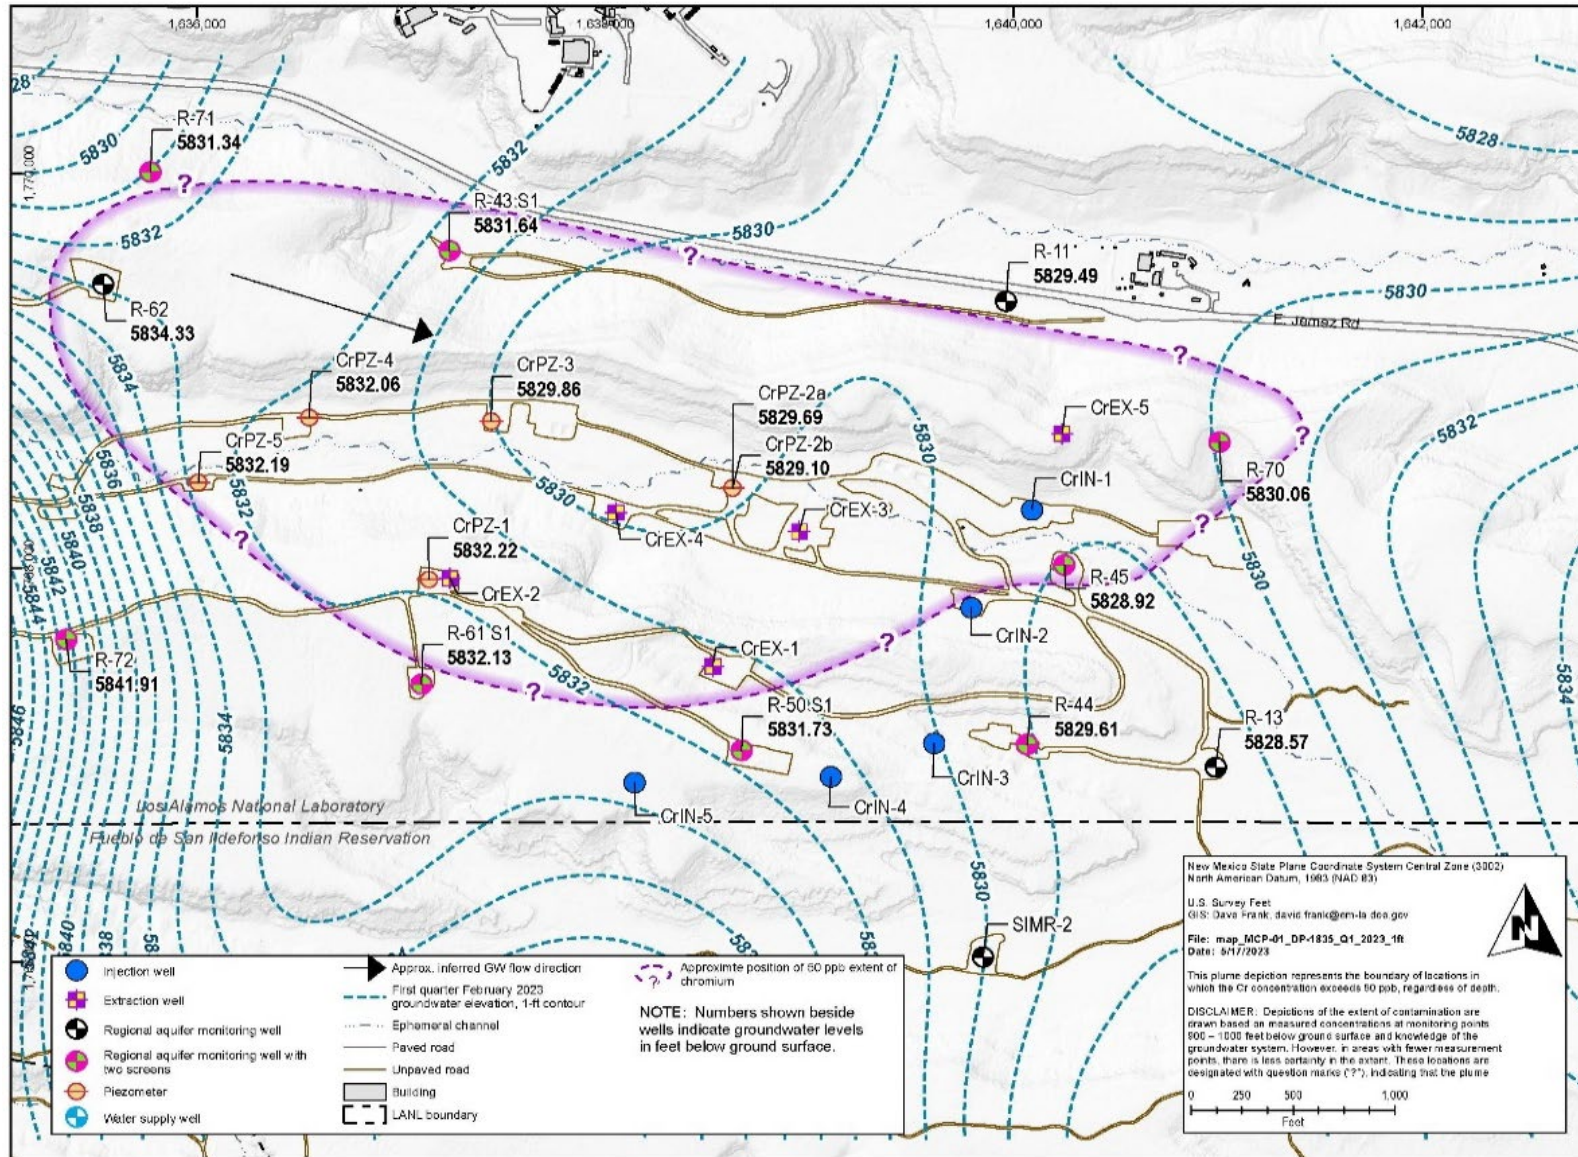 1,636,000
1,640,000
1,642,000
28'
5830
R-71
5831.34
5832
5828
1,770,000
R-43 S1
5831.64
5832
5830
R-11
5829.49
5830
R-62
5834.33
E. Jemez Rd
5834
CrPZ-4
5832.06
CrPZ-3
5829.86
CrPZ-2a
5829.69
CrEX-5
5832
CrPZ-5
5832.19
CrPZ-2b
5829.10
5830
R-70
5830.06
5836
5838
5832
5830
CrIN-1
CrEX-3
CrEX-4
CrPZ-1
5832.22
5840
5842
5844
CrEX-2
R-45
5828.92
5830
CrIN-2
R-61 S1
5832.13
CrEX-1
R-72
5841.91
5832
5834
R-50 S1
5831.73
R-44
5829.61
R-13
5828.57
5846
5834
CrIN-3
CrIN-4
CrIN-5
Los Alamos National Laboratory
Pueblo de San Ildefonso Indian Reservation
5830
SIMR-2
5840
Injection well
Extraction well
Regional aquifer monitoring well
Regional aquifer monitoring well with
two screens
Piezometer
Water supply well
Approx. inferred GW flow direction
First quarter February 2023
groundwater elevation, 1-ft contour
Ephemeral channel
Paved road
Unpaved road
Building
LANL boundary
Approximte position of 50 ppb extent of
chromium
NOTE: Numbers shown beside
wells indicate groundwater levels
in feet below ground surface.
New Mexico State Plane Coordinate System Central Zone (3002)
North American Datum, 1983 (NAD 83)
U.S. Survey Feet
GIS: Dave Frank, david.frank@em-la.doe.gov
File: map_MCP-01_DP-1835_Q1_2023_1ft
Date: 5/17/2023
N
This plume depiction represents the boundary of locations in
which the Cr concentration exceeds 50 ppb, regardless of depth.
DISCLAIMER: Depictions of the extent of contamination are
drawn based on measured concentrations at monitoring points
900 – 1000 feet below ground surface and knowledge of the
groundwater system. However, in areas with fewer measurement
points, there is less certainty in the extent. These locations are
designated with question marks ("?"), indicating that the plume
0 250 500 1,000
Feet